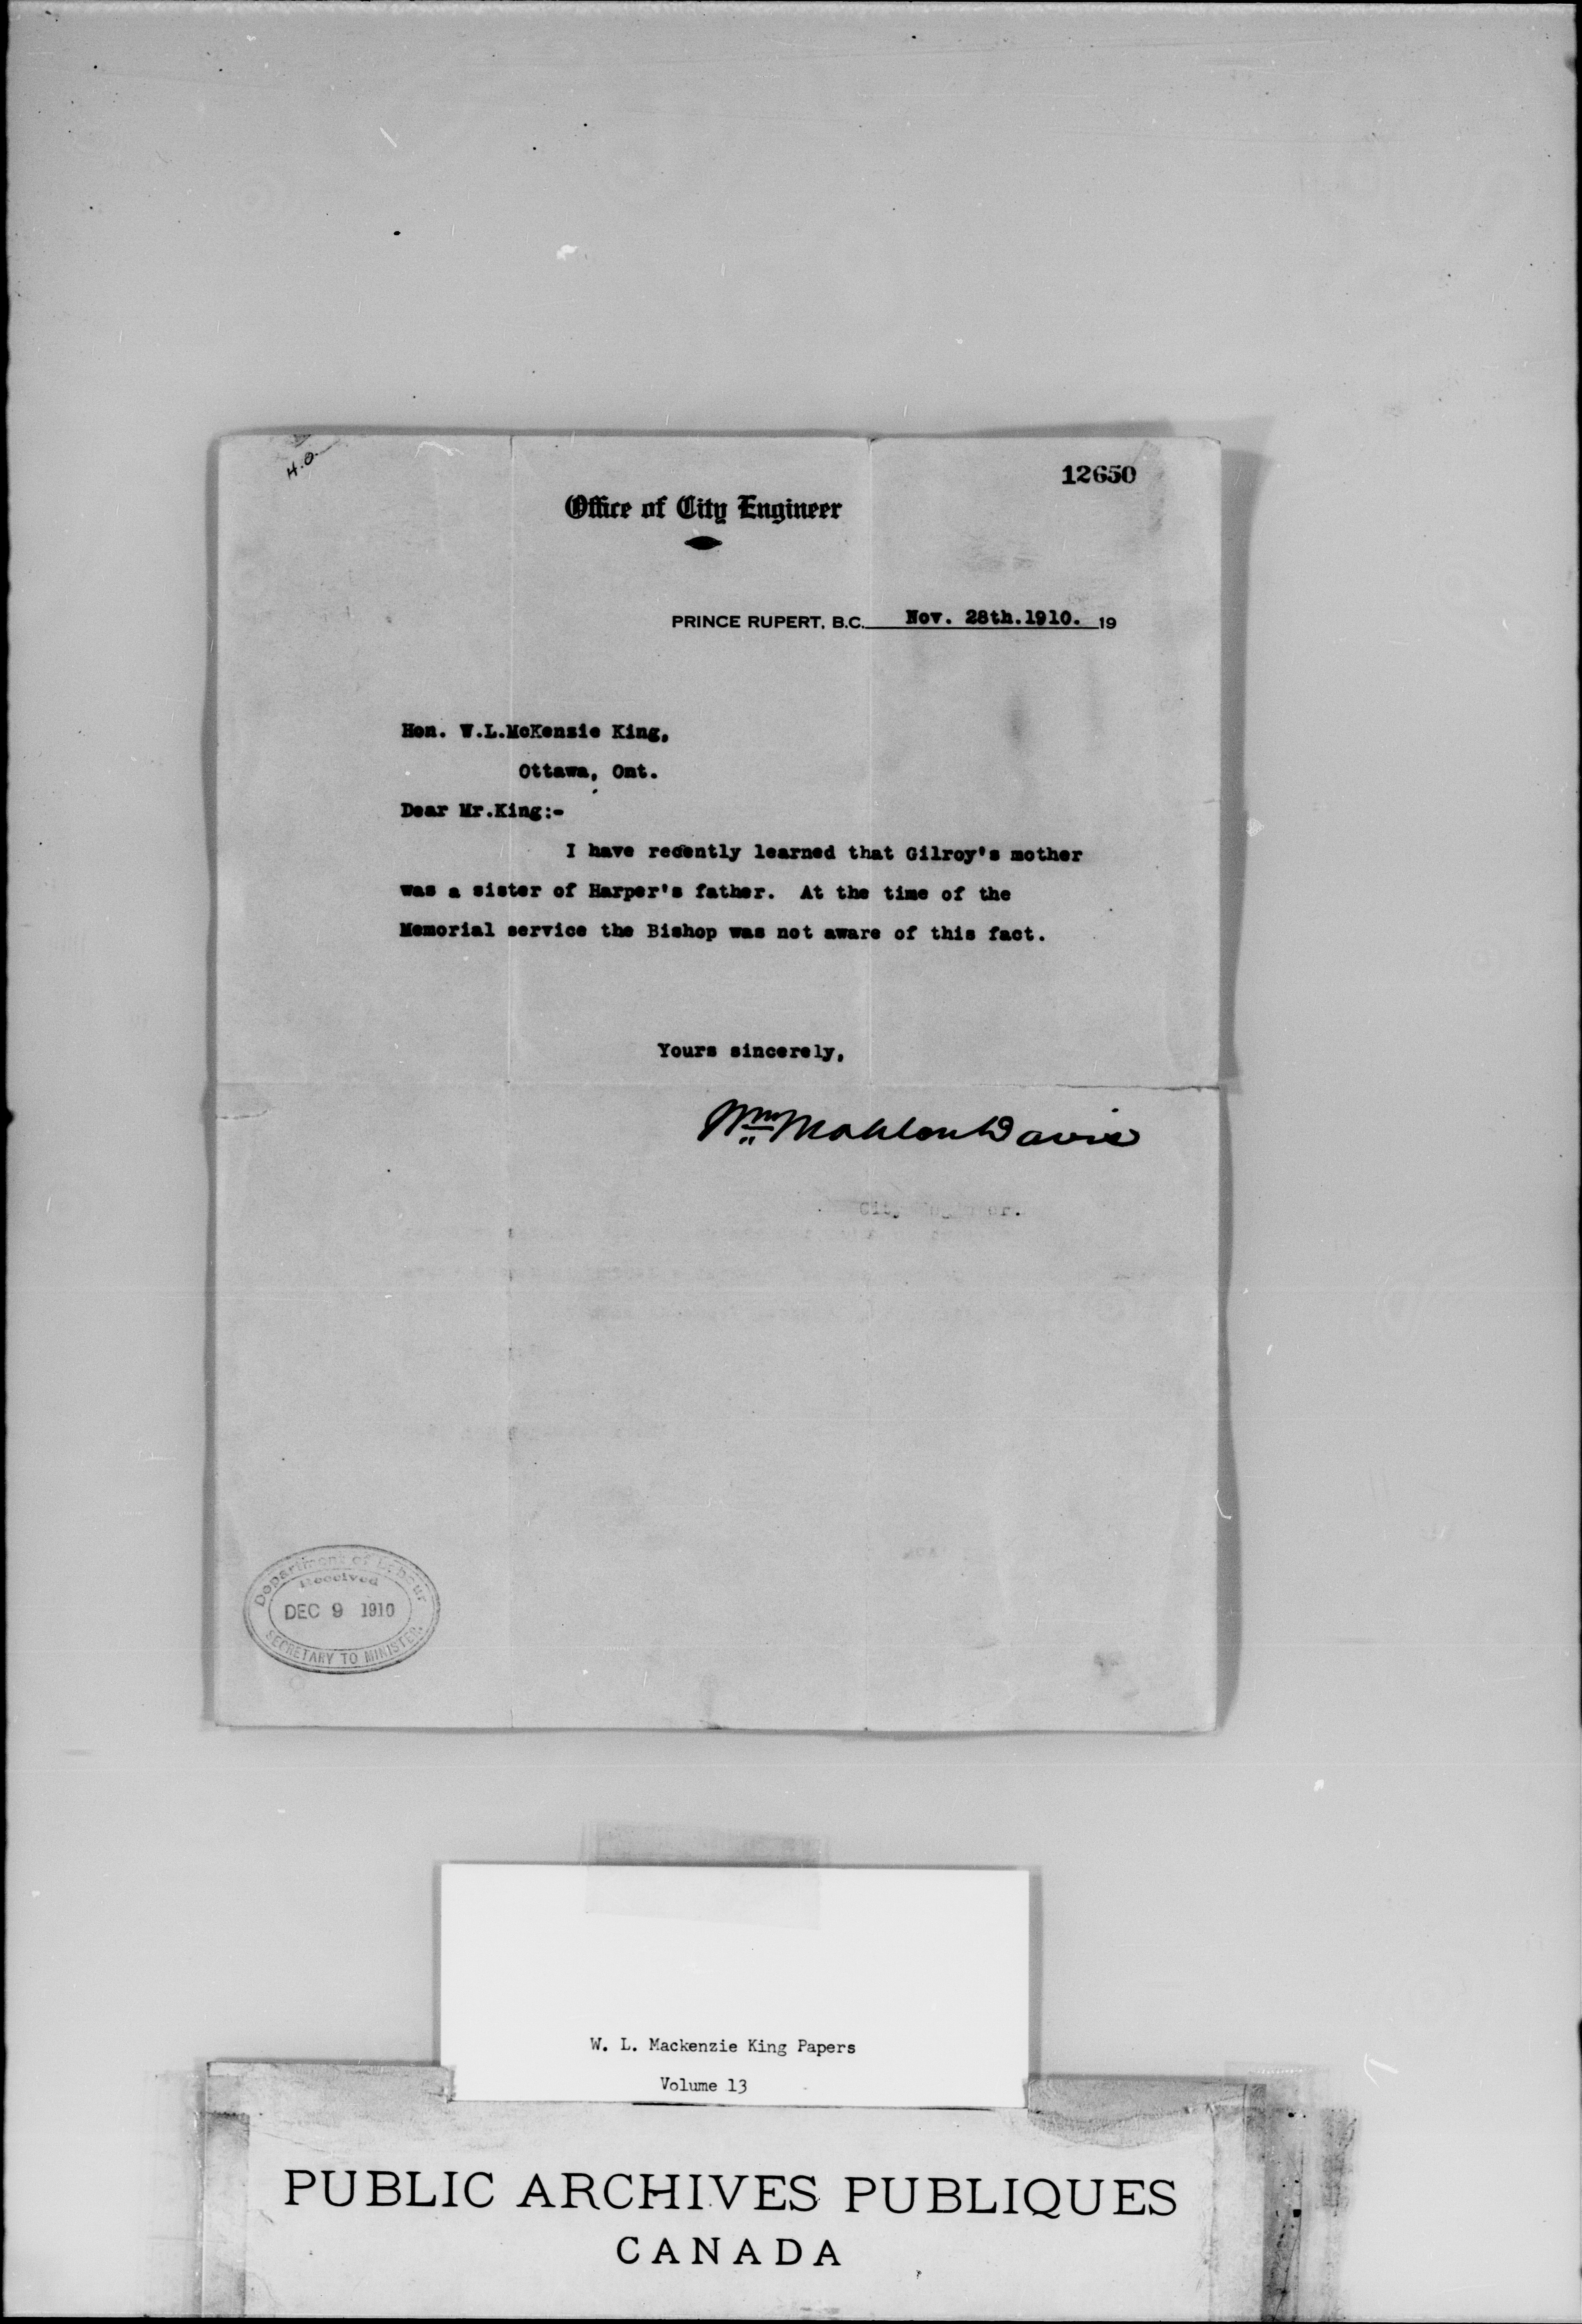 H.O.
12650
Office of City Engineer
PRINCE RUPERT, B.C. Nov. 28th.1910. 19
Hon. W.L.McKenzie King,
Ottawa, Ont.
Dear Mr.King:-
I have recently learned that Gilroy's mother
was a sister of Harper's father. At the time of the
Memorial service the Bishop was not aware of this fact.
Yours sincerely,
Wm Mahlon Davis
City
Department of Labour
Received
DEC 9 1910
SECRETARY TO MINISTER.
W. L. Mackenzie King Papers
Volume 13
PUBLIC ARCHIVES PUBLIQUES
CANADA